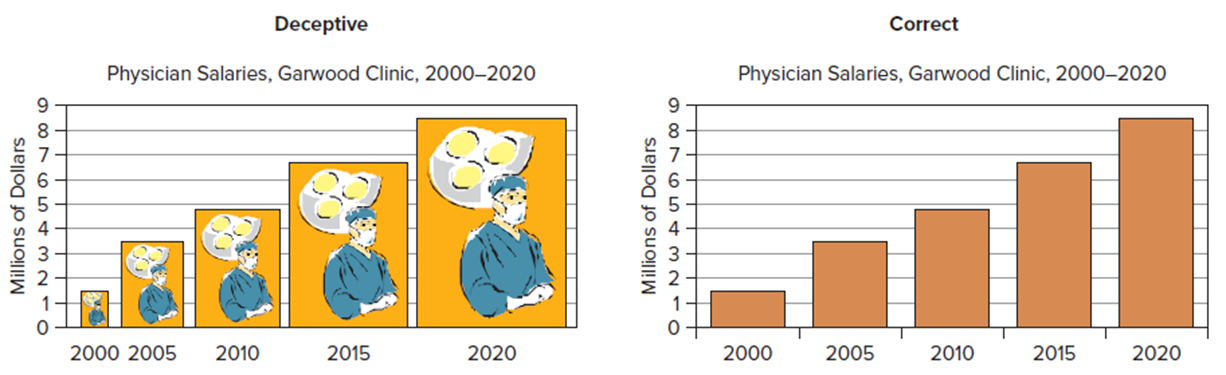 Deceptive
Physician Salaries, Garwood Clinic, 2000–2020
Millions of Dollars
9
8
7
6
5
4
3
2
1
0
2000 2005 2010 2015 2020
Correct
Physician Salaries, Garwood Clinic, 2000–2020
Millions of Dollars
9
8
7
6
5
4
3
2
1
0
2000 2005 2010 2015 2020